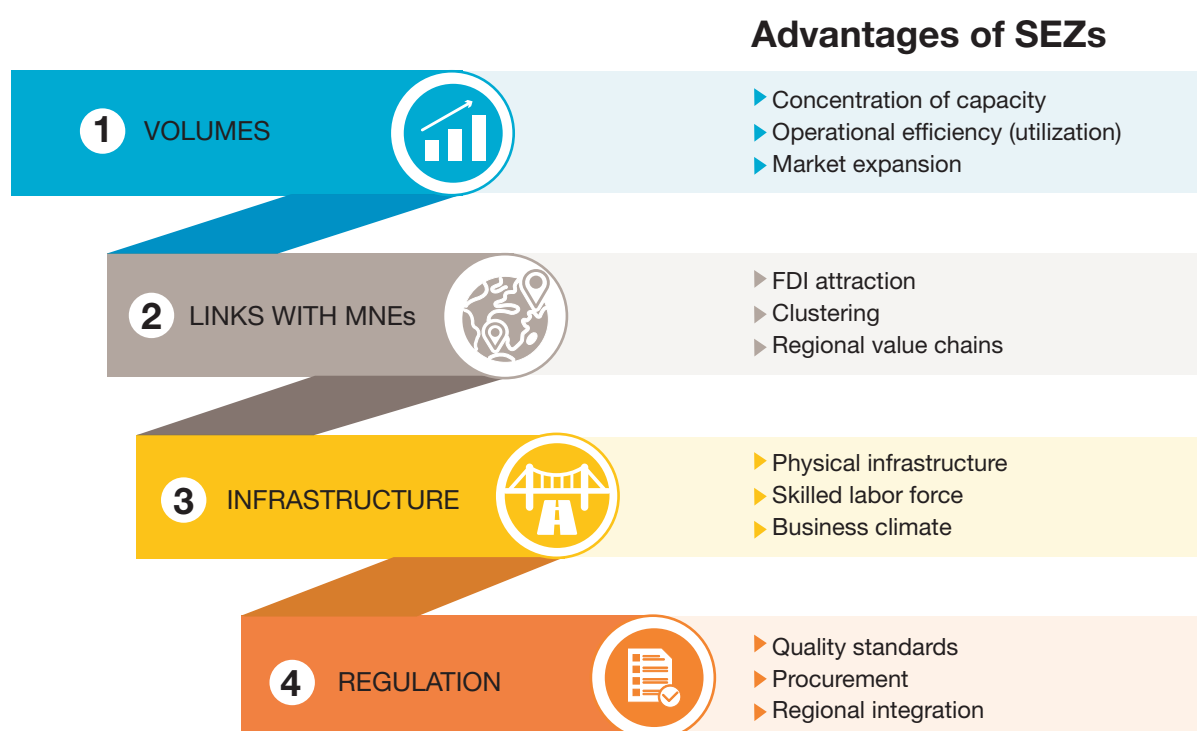 Advantages of SEZs
1 VOLUMES
Concentration of capacity
Operational efficiency (utilization)
Market expansion
2 LINKS WITH MNEs
FDI attraction
Clustering
Regional value chains
3 INFRASTRUCTURE
Physical infrastructure
Skilled labor force
Business climate
4 REGULATION
Quality standards
Procurement
Regional integration